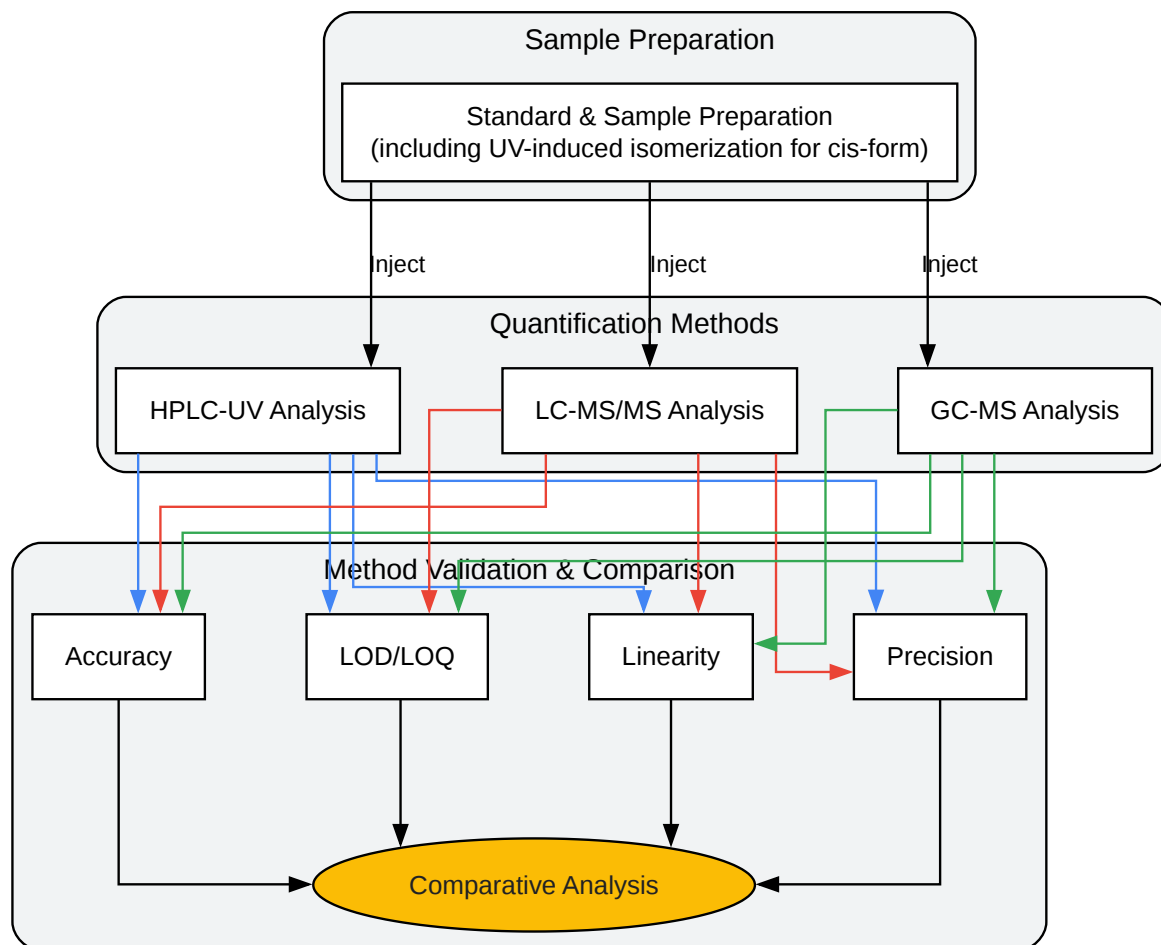 Sample Preparation
Standard & Sample Preparation
(including UV-induced isomerization for cis-form)
Inject
Inject
Inject
Quantification Methods
HPLC-UV Analysis
LC-MS/MS Analysis
GC-MS Analysis
Method Validation & Comparison
Accuracy
LOD/LOQ
Linearity
Precision
Comparative Analysis